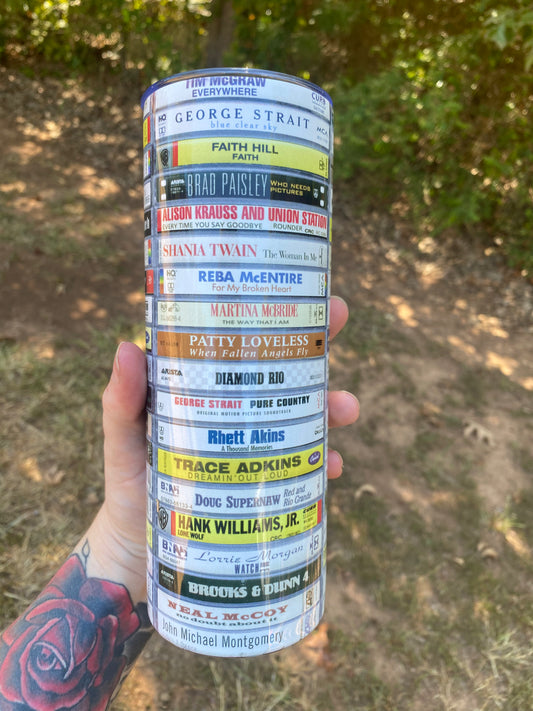 TIM McGRAW
EVERYWHERE
CURB
GEORGE STRAIT
blue clear sky
MCA
FAITH HILL
FAITH
BRAD PAISLEY
WHO NEEDS
PICTURES
ALISON KRAUSS AND UNION STATION
EVERY TIME YOU SAY GOODBYE
ROUNDER
SHANIA TWAIN
The Woman In Me
REBA McENTIRE
For My Broken Heart
MARTINA McBRIDE
THE WAY THAT I AM
PATTY LOVELESS
When Fallen Angels Fly
ARISTA
DIAMOND RIO
GEORGE STRAIT PURE COUNTRY
ORIGINAL MOTION PICTURE SOUNDTRACK
Rhett Akins
A Thousand Memories
TRACE ADKINS
DREAMIN' OUT LOUD
BNA
DOUG SUPERNAW
Red and
Rio Grande
HANK WILLIAMS, JR.
LONE WOLF
CURB
BNA
Lorrie Morgan
WATCH ME
BROOKS & DUNN 4
NEAL McCOY
no doubt about it
John Michael Montgomery